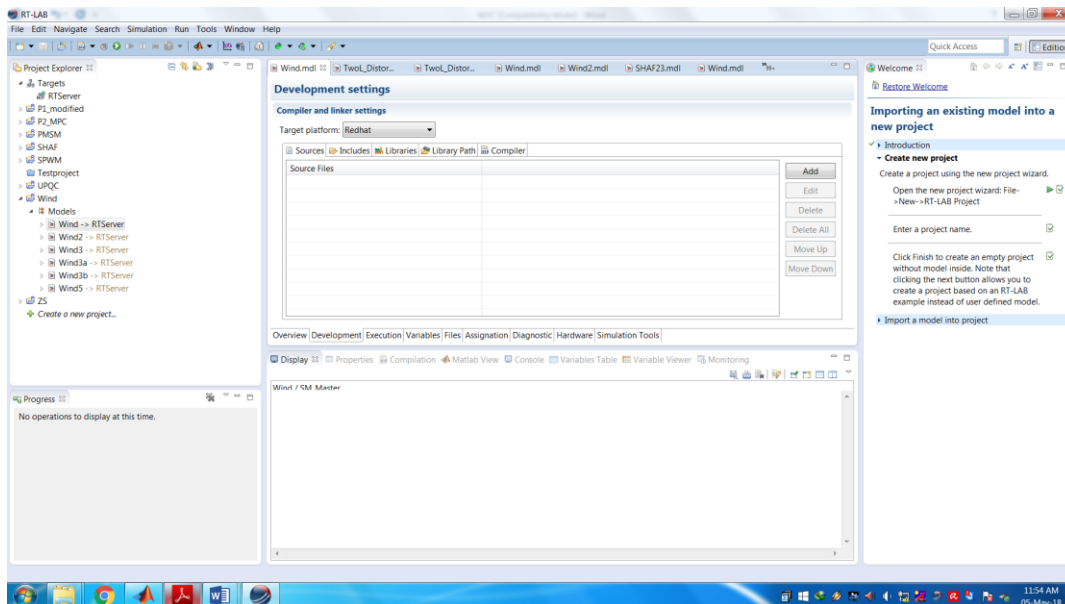 RT-LAB
File Edit Navigate Search Simulation Run Tools Window Help
Quick Access
Edition
Project Explorer
Targets
RTServer
P1_modified
P2_MPC
PMSM
SHAF
SPWM
Testproject
UPQC
Wind
Models
Wind -> RTServer
Wind2 -> RTServer
Wind3 -> RTServer
Wind3a -> RTServer
Wind3b -> RTServer
Wind5 -> RTServer
ZS
Create a new project...
Progress
No operations to display at this time.
Wind.mdl TwoL_Distor... TwoL_Distor... Wind.mdl Wind2.mdl SHAF23.mdl Wind.mdl
Development settings
Compiler and linker settings
Target platform: Redhat
Sources Includes Libraries Library Path Compiler
Source Files
Add
Edit
Delete
Delete All
Move Up
Move Down
Overview Development Execution Variables Files Assignation Diagnostic Hardware Simulation Tools
Display Properties Compilation Matlab View Console Variables Table Variable Viewer Monitoring
Wind / SM_Master
Welcome
Restore Welcome
Importing an existing model into a
new project
Introduction
Create new project
Create a project using the new project wizard.
Open the new project wizard: File-
>New->RT-LAB Project
Enter a project name.
Click Finish to create an empty project
without model inside. Note that
clicking the next button allows you to
create a project based on an RT-LAB
example instead of user defined model.
Import a model into project
11:54 AM
05-May-18